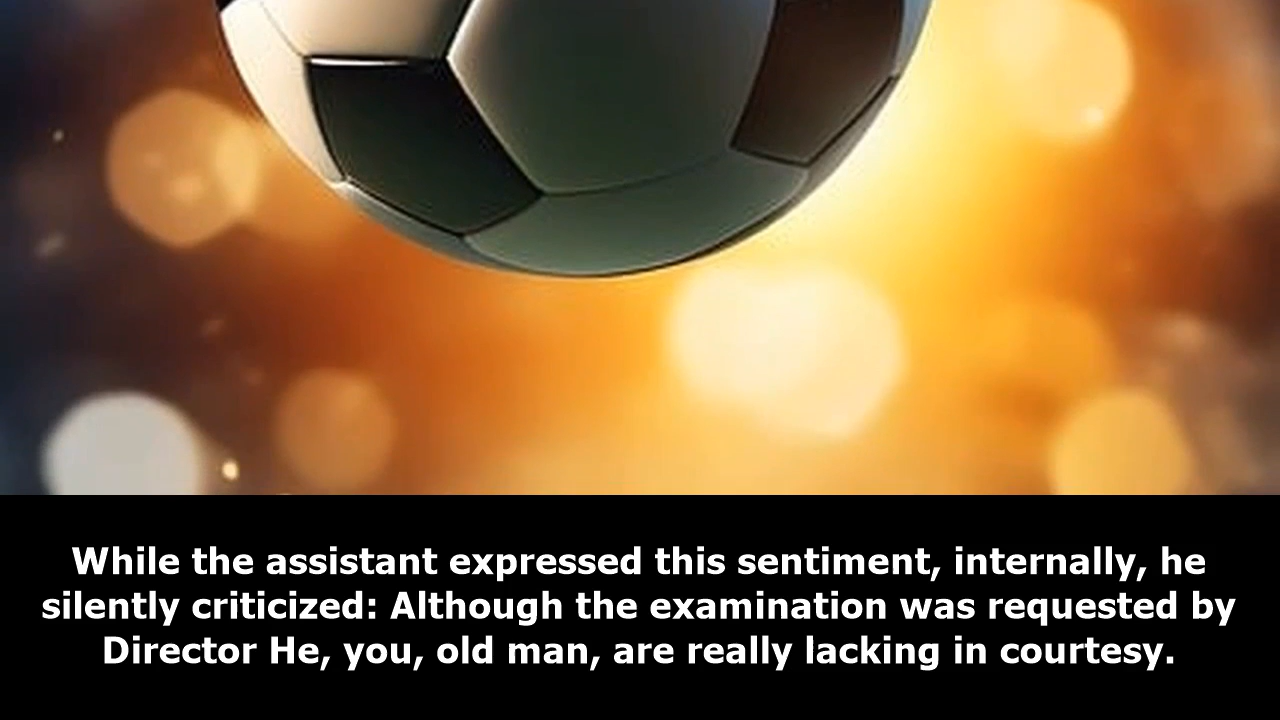 While the assistant expressed this sentiment, internally, he
silently criticized: Although the examination was requested by
Director He, you, old man, are really lacking in courtesy.